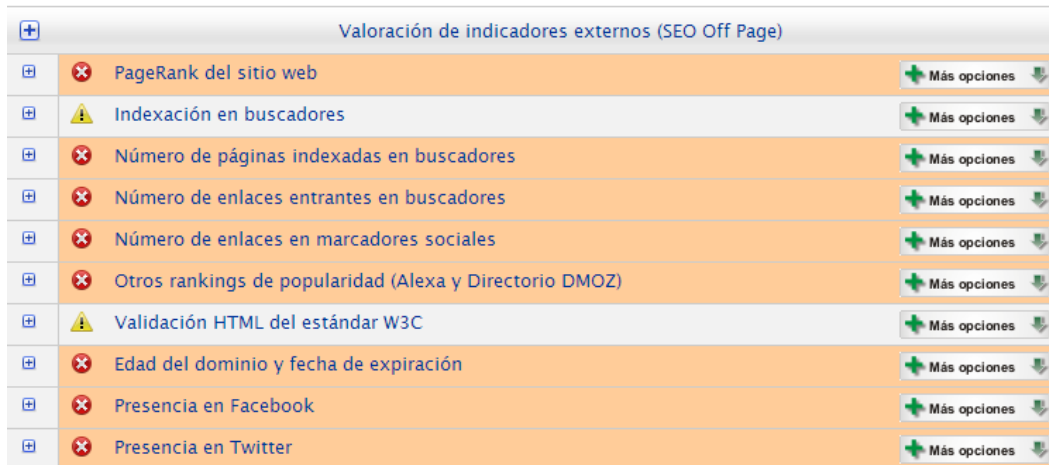 Valoración de indicadores externos (SEO Off Page)
PageRank del sitio web Más opciones
Indexación en buscadores Más opciones
Número de páginas indexadas en buscadores Más opciones
Número de enlaces entrantes en buscadores Más opciones
Número de enlaces en marcadores sociales Más opciones
Otros rankings de popularidad (Alexa y Directorio DMOZ) Más opciones
Validación HTML del estándar W3C Más opciones
Edad del dominio y fecha de expiración Más opciones
Presencia en Facebook Más opciones
Presencia en Twitter Más opciones